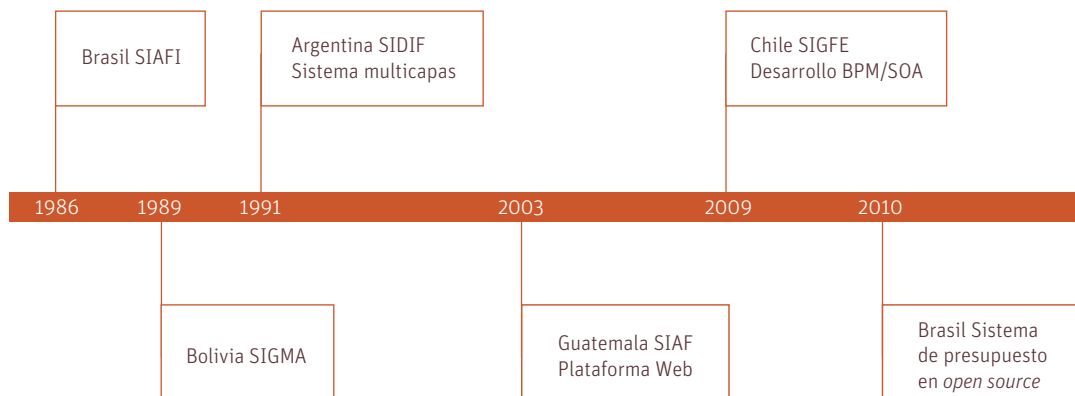 Brasil SIAFI
Argentina SIDIF
Sistema multicapas
Chile SIGFE
Desarrollo BPM/SOA
1986
1989
1991
2003
2009
2010
Bolivia SIGMA
Guatemala SIAF
Plataforma Web
Brasil Sistema
de presupuesto
en open source